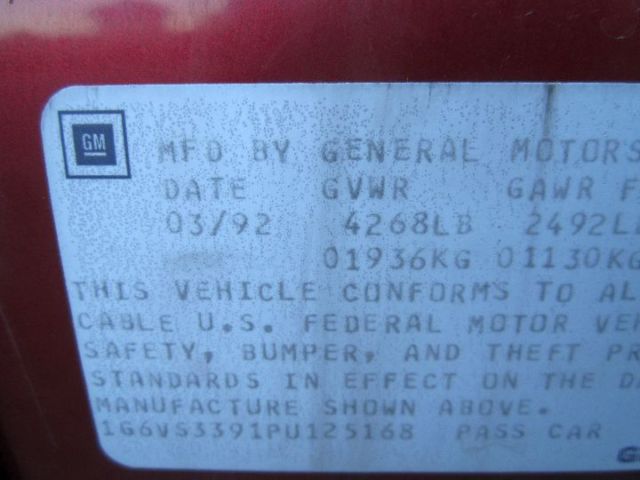 GM
MFD BY GENERAL MOTORS
DATE GVWR GAWR F
03/92 4268LB 2492L
01936KG 01130KG
THIS VEHICLE CONFORMS TO AL
CABLE U.S. FEDERAL MOTOR VE
SAFETY, BUMPER, AND THEFT PR
STANDARDS IN EFFECT ON THE D
MANUFACTURE SHOWN ABOVE.
1G6VS3391PU125168 PASS CAR
G